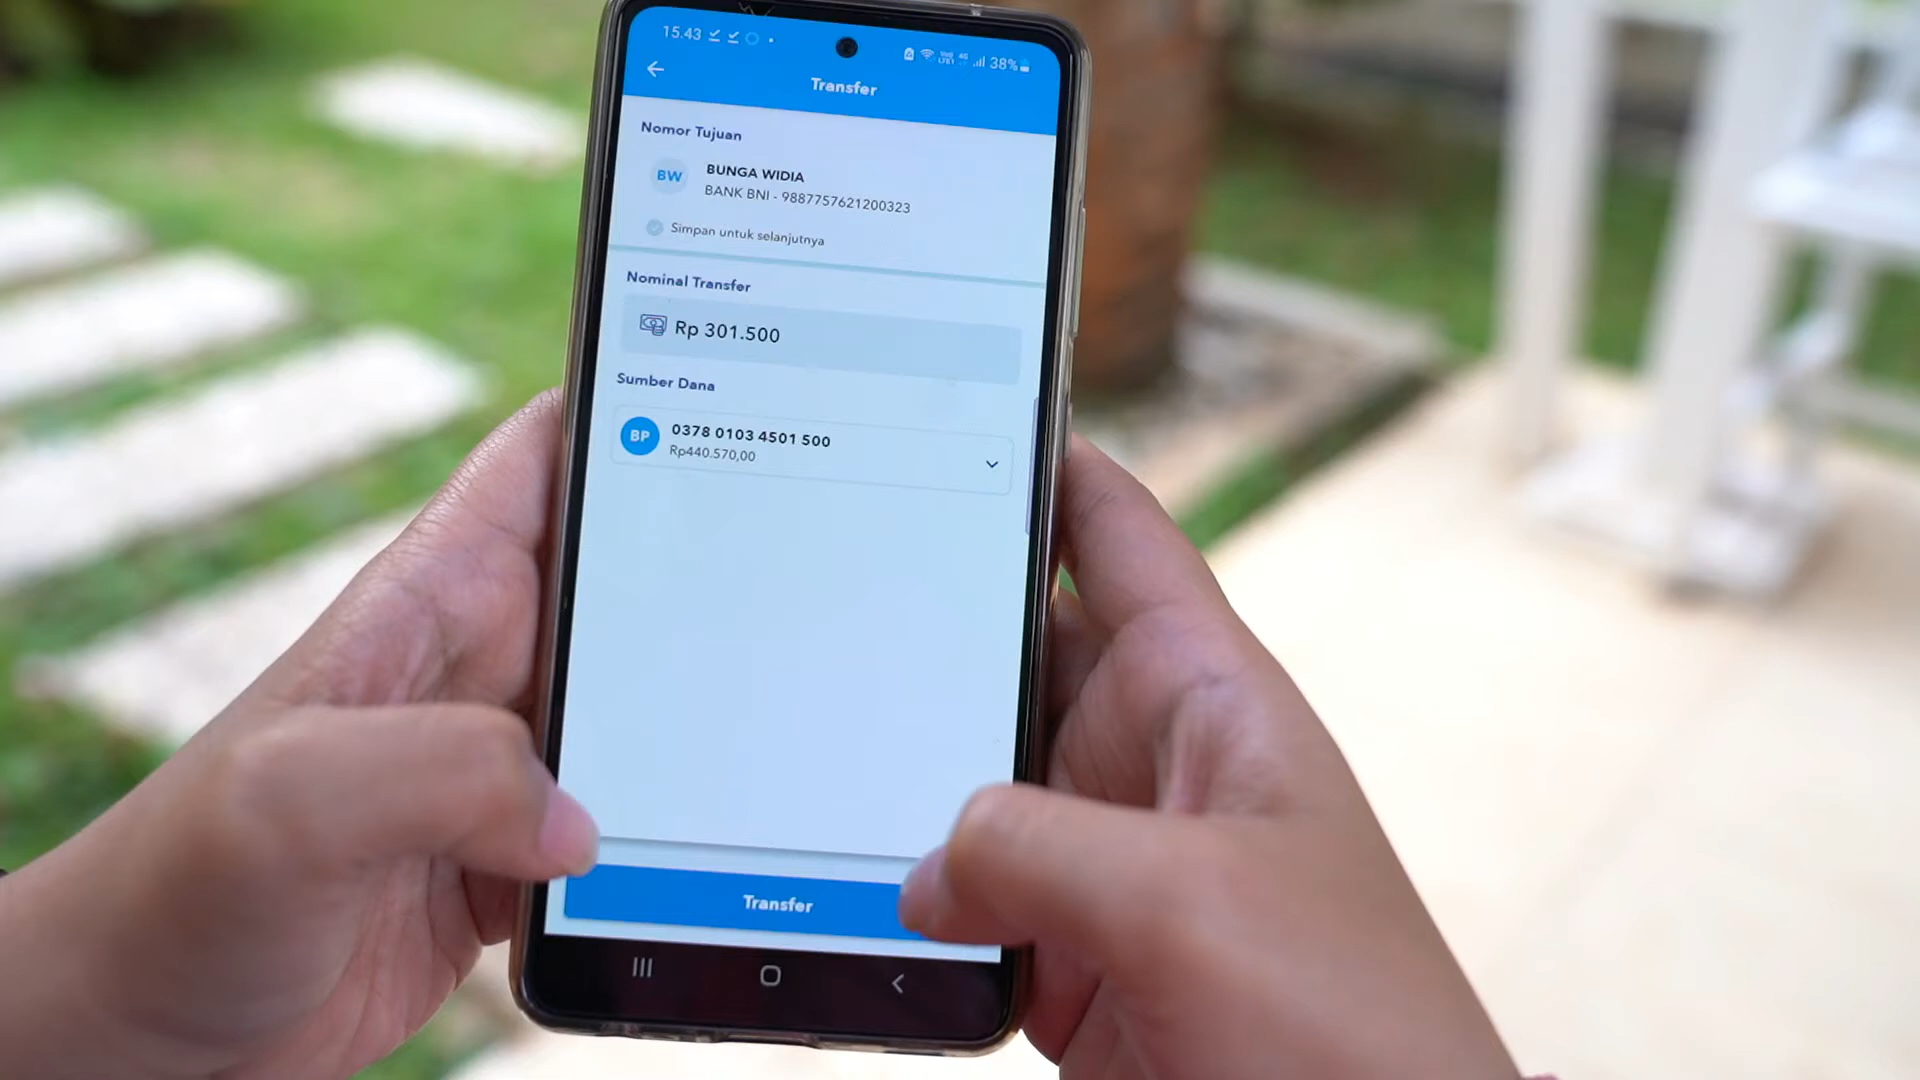 15.43
38%
Transfer
Nomor Tujuan
BW
BUNGA WIDIA
BANK BNI - 9887757621200323
Simpan untuk selanjutnya
Nominal Transfer
Rp 301.500
Sumber Dana
BP
0378 0103 4501 500
Rp440.570,00
Transfer